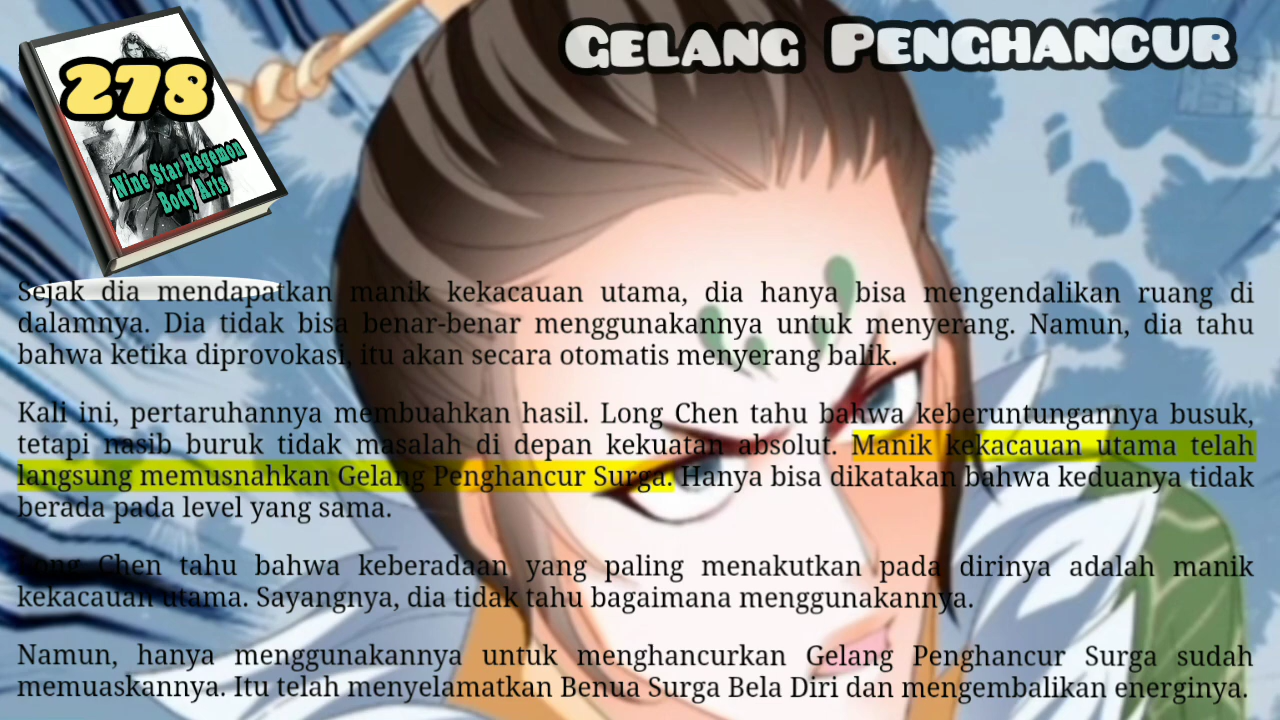 Gelang Penghancur
278
Nine Star Hegemon
Body Arts
Sejak dia mendapatkan manik kekacauan utama, dia hanya bisa mengendalikan ruang di
dalamnya. Dia tidak bisa benar-benar menggunakannya untuk menyerang. Namun, dia tahu
bahwa ketika diprovokasi, itu akan secara otomatis menyerang balik.
Kali ini, pertaruhannya membuahkan hasil. Long Chen tahu bahwa keberuntungannya busuk,
tetapi nasib buruk tidak masalah di depan kekuatan absolut. Manik kekacauan utama telah
langsung memusnahkan Gelang Penghancur Surga. Hanya bisa dikatakan bahwa keduanya tidak
berada pada level yang sama.
Long Chen tahu bahwa keberadaan yang paling menakutkan pada dirinya adalah manik
kekacauan utama. Sayangnya, dia tidak tahu bagaimana menggunakannya.
Namun, hanya menggunakannya untuk menghancurkan Gelang Penghancur Surga sudah
memuaskannya. Itu telah menyelamatkan Benua Surga Bela Diri dan mengembalikan energinya.